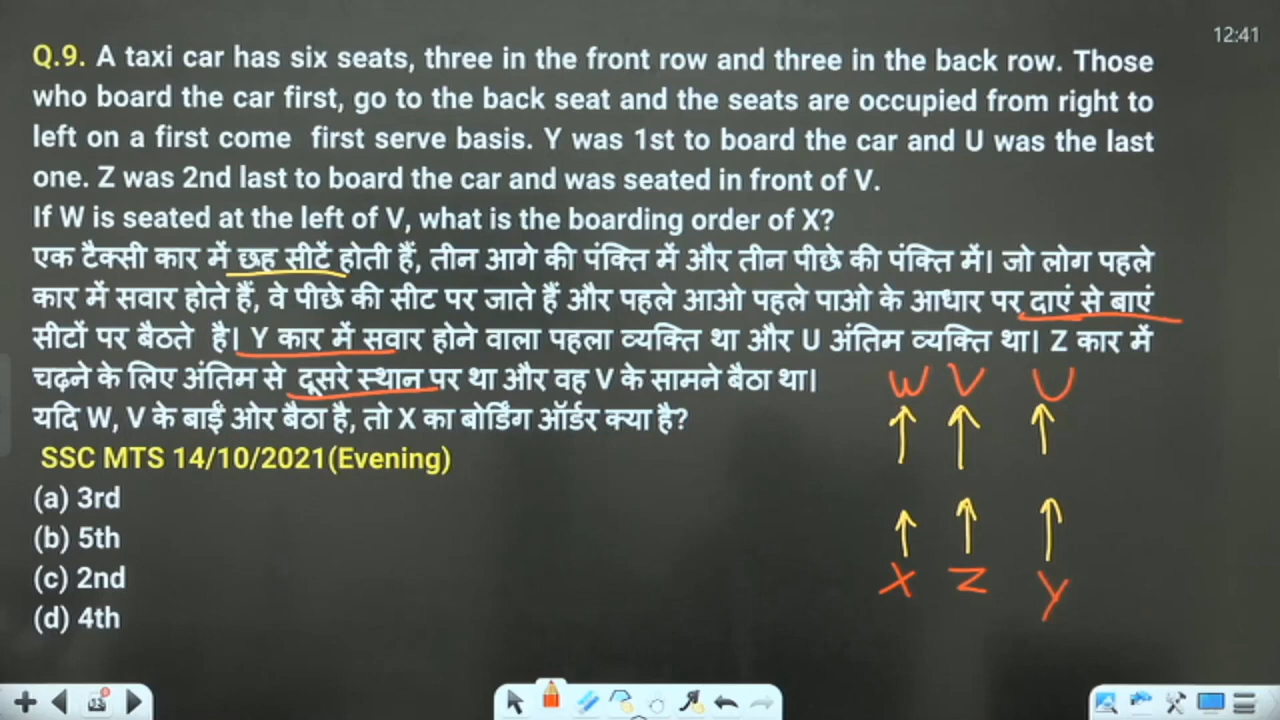 12:41
Q.9. A taxi car has six seats, three in the front row and three in the back row. Those
who board the car first, go to the back seat and the seats are occupied from right to
left on a first come first serve basis. Y was 1st to board the car and U was the last
one. Z was 2nd last to board the car and was seated in front of V.
If W is seated at the left of V, what is the boarding order of X?
एक टैक्सी कार में छह सीटें होती हैं, तीन आगे की पंक्ति में और तीन पीछे की पंक्ति में। जो लोग पहले
कार में सवार होते हैं, वे पीछे की सीट पर जाते हैं और पहले आओ पहले पाओ के आधार पर दाएं से बाएं
सीटों पर बैठते है। Y कार में सवार होने वाला पहला व्यक्ति था और U अंतिम व्यक्ति था। Z कार में
चढ़ने के लिए अंतिम से दूसरे स्थान पर था और वह V के सामने बैठा था।
यदि W, V के बाईं ओर बैठा है, तो X का बोर्डिंग ऑर्डर क्या है?
SSC MTS 14/10/2021(Evening)
(a) 3rd
(b) 5th
(c) 2nd
(d) 4th
W V U
X Z Y